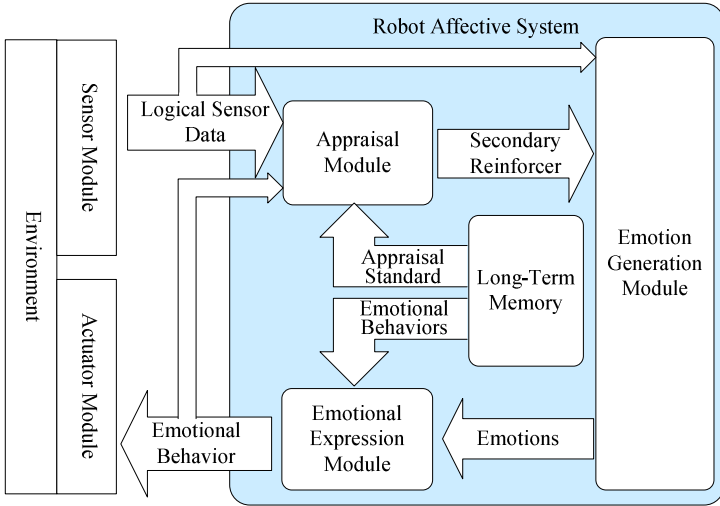 Robot Affective System
Environment
Sensor Module
Actuator Module
Logical Sensor
Data
Appraisal
Module
Secondary
Reinforcer
Emotion
Generation
Module
Appraisal
Standard
Long-Term
Memory
Emotional
Behaviors
Emotional
Behavior
Emotional
Expression
Module
Emotions